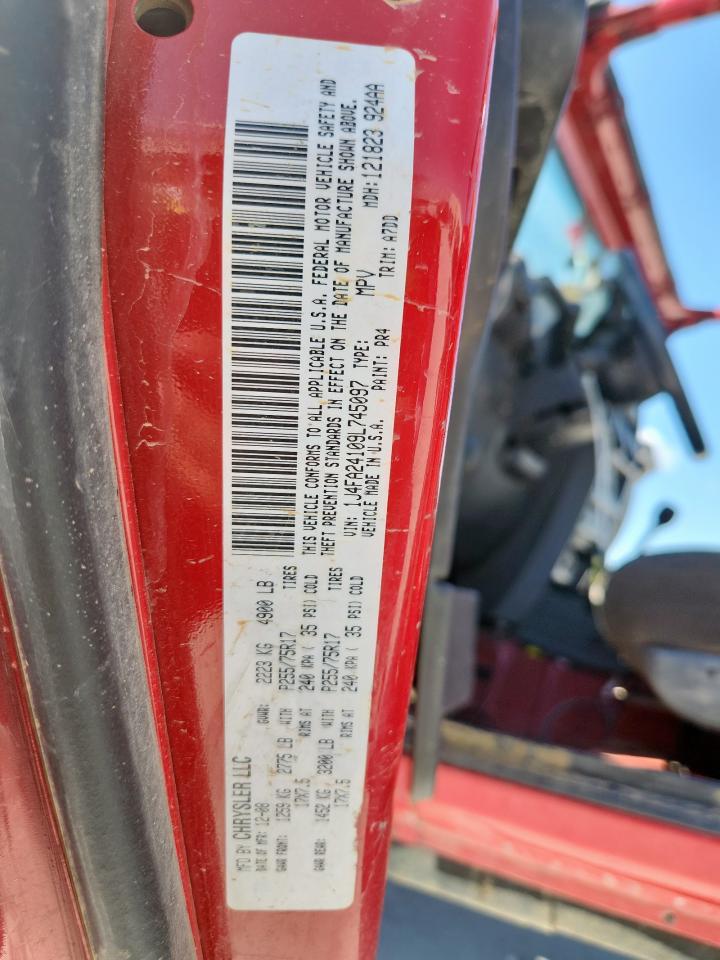 MFD BY CHRYSLER LLC
DATE OF MFR: 12-08 GVWR: 2223 KG 4900 LB
GAWR FRONT: 1259 KG 2775 LB WITH P255/75R17 TIRES
17X7.5 RIMS AT 240 KPA ( 35 PSI) COLD
GAWR REAR: 1452 KG 3200 LB WITH P255/75R17 TIRES
17X7.5 RIMS AT 240 KPA ( 35 PSI) COLD
THIS VEHICLE CONFORMS TO ALL APPLICABLE U.S.A. FEDERAL MOTOR VEHICLE SAFETY AND
THEFT PREVENTION STANDARDS IN EFFECT ON THE DATE OF MANUFACTURE SHOWN ABOVE.
VIN: 1J4FA24109L745097 TYPE: MPV MDH: 121823 924AA
VEHICLE MADE IN U.S.A. PAINT: PR4 TRIM: A7DD